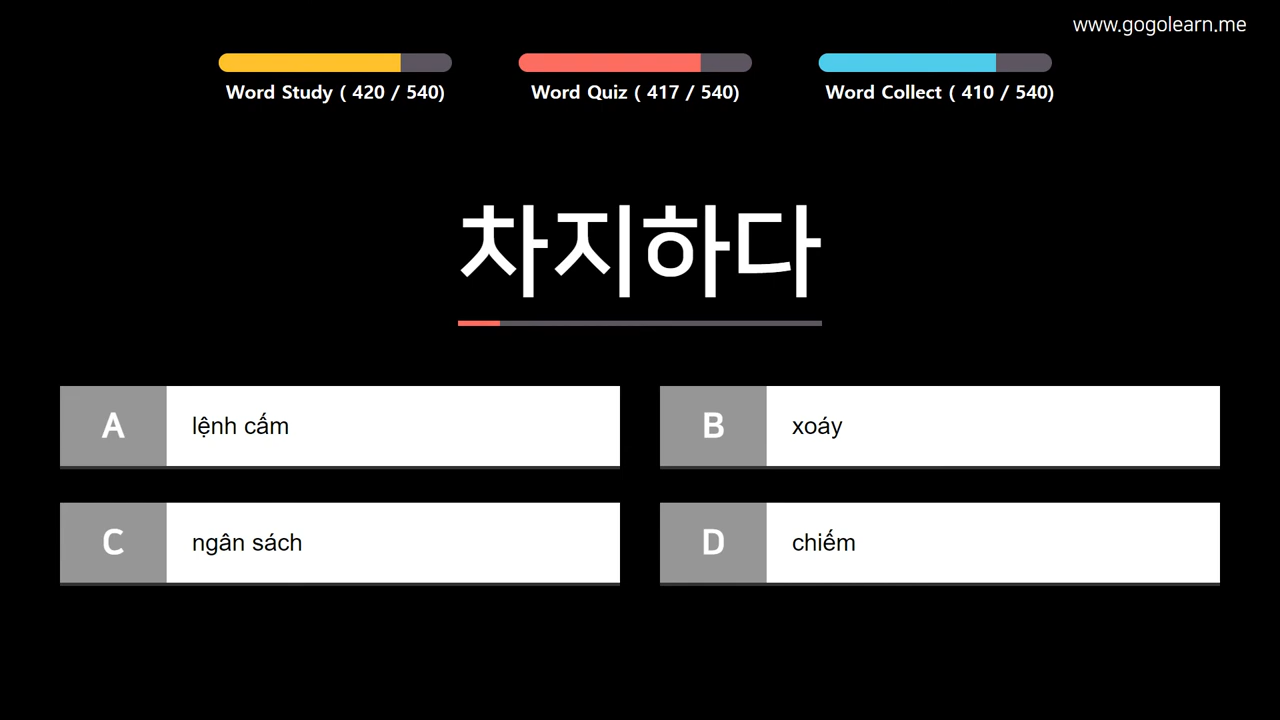 www.gogolearn.me
Word Study ( 420 / 540)
Word Quiz ( 417 / 540)
Word Collect ( 410 / 540)
차지하다
A
lệnh cấm
B
xoáy
C
ngân sách
D
chiếm